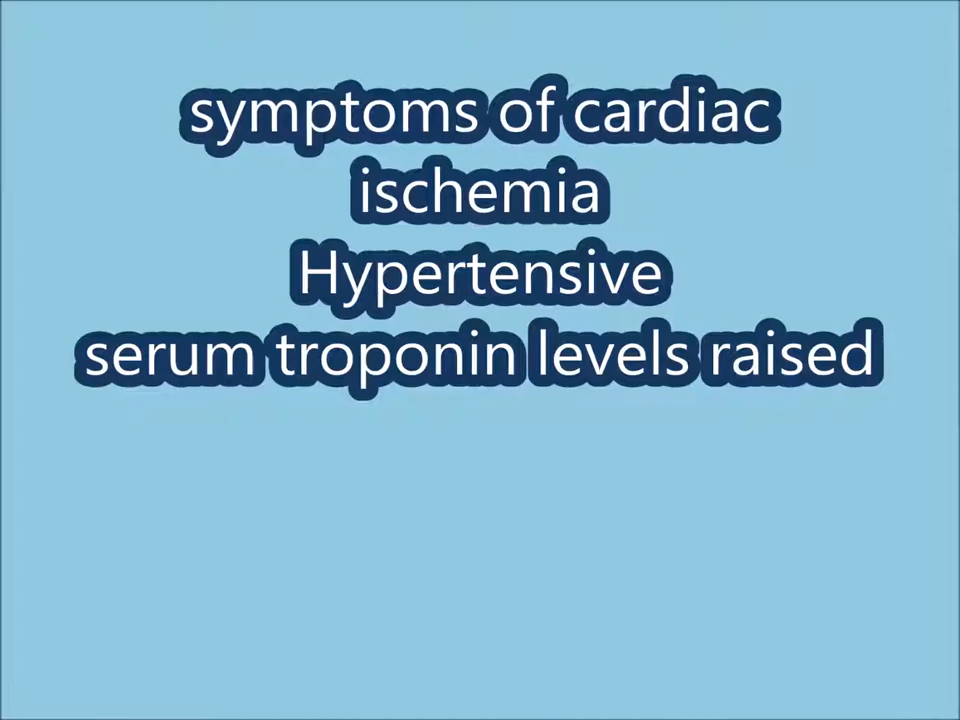 symptoms of cardiac
ischemia
Hypertensive
serum troponin levels raised